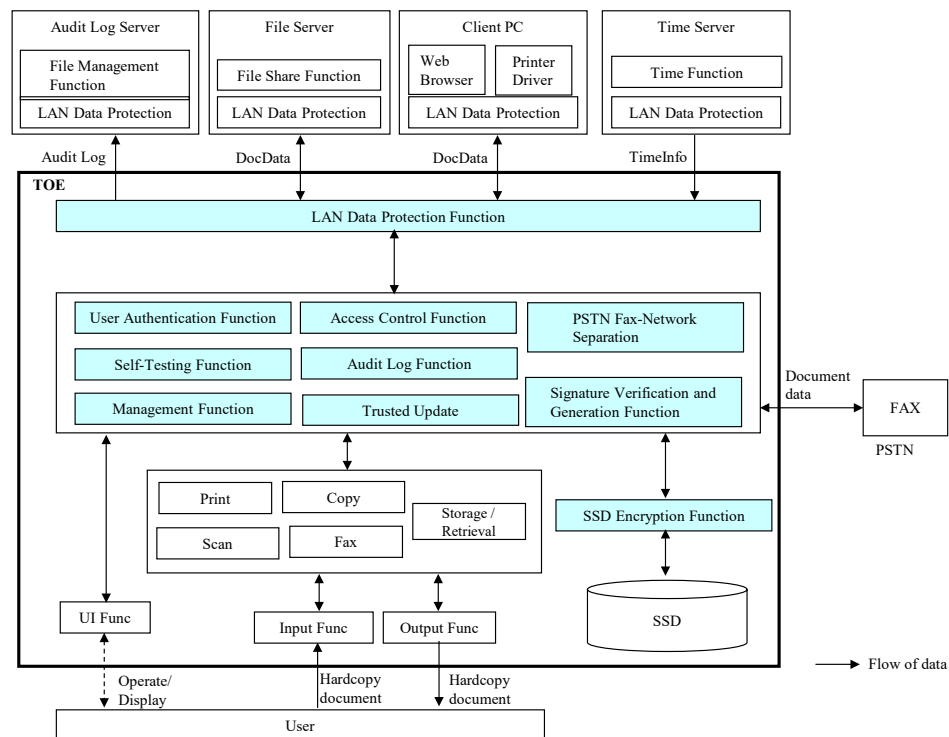 Audit Log Server
File Management
Function
LAN Data Protection
File Server
File Share Function
LAN Data Protection
Client PC
Web
Browser
Printer
Driver
LAN Data Protection
Time Server
Time Function
LAN Data Protection
Audit Log
DocData
DocData
TimeInfo
TOE
LAN Data Protection Function
User Authentication Function
Access Control Function
PSTN Fax-Network
Separation
Self-Testing Function
Audit Log Function
Management Function
Trusted Update
Signature Verification and
Generation Function
Document
data
FAX
PSTN
Print
Copy
Storage /
Retrieval
Scan
Fax
SSD Encryption Function
UI Func
Input Func
Output Func
SSD
Flow of data
Operate/
Display
Hardcopy
document
Hardcopy
document
User